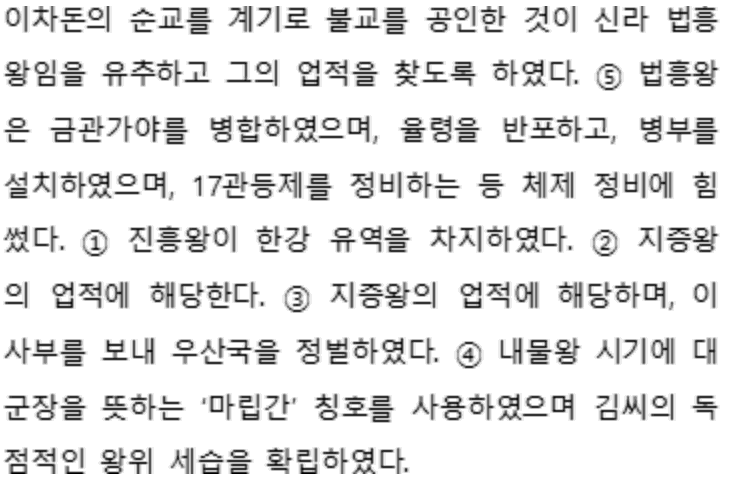 이차돈의 순교를 계기로 불교를 공인한 것이 신라 법흥
왕임을 유추하고 그의 업적을 찾도록 하였다. ⑤ 법흥왕
은 금관가야를 병합하였으며, 율령을 반포하고, 병부를
설치하였으며, 17관등제를 정비하는 등 체제 정비에 힘
썼다. ① 진흥왕이 한강 유역을 차지하였다. ② 지증왕
의 업적에 해당한다. ③ 지증왕의 업적에 해당하며, 이
사부를 보내 우산국을 정벌하였다. ④ 내물왕 시기에 대
군장을 뜻하는 ‘마립간’ 칭호를 사용하였으며 김씨의 독
점적인 왕위 세습을 확립하였다.